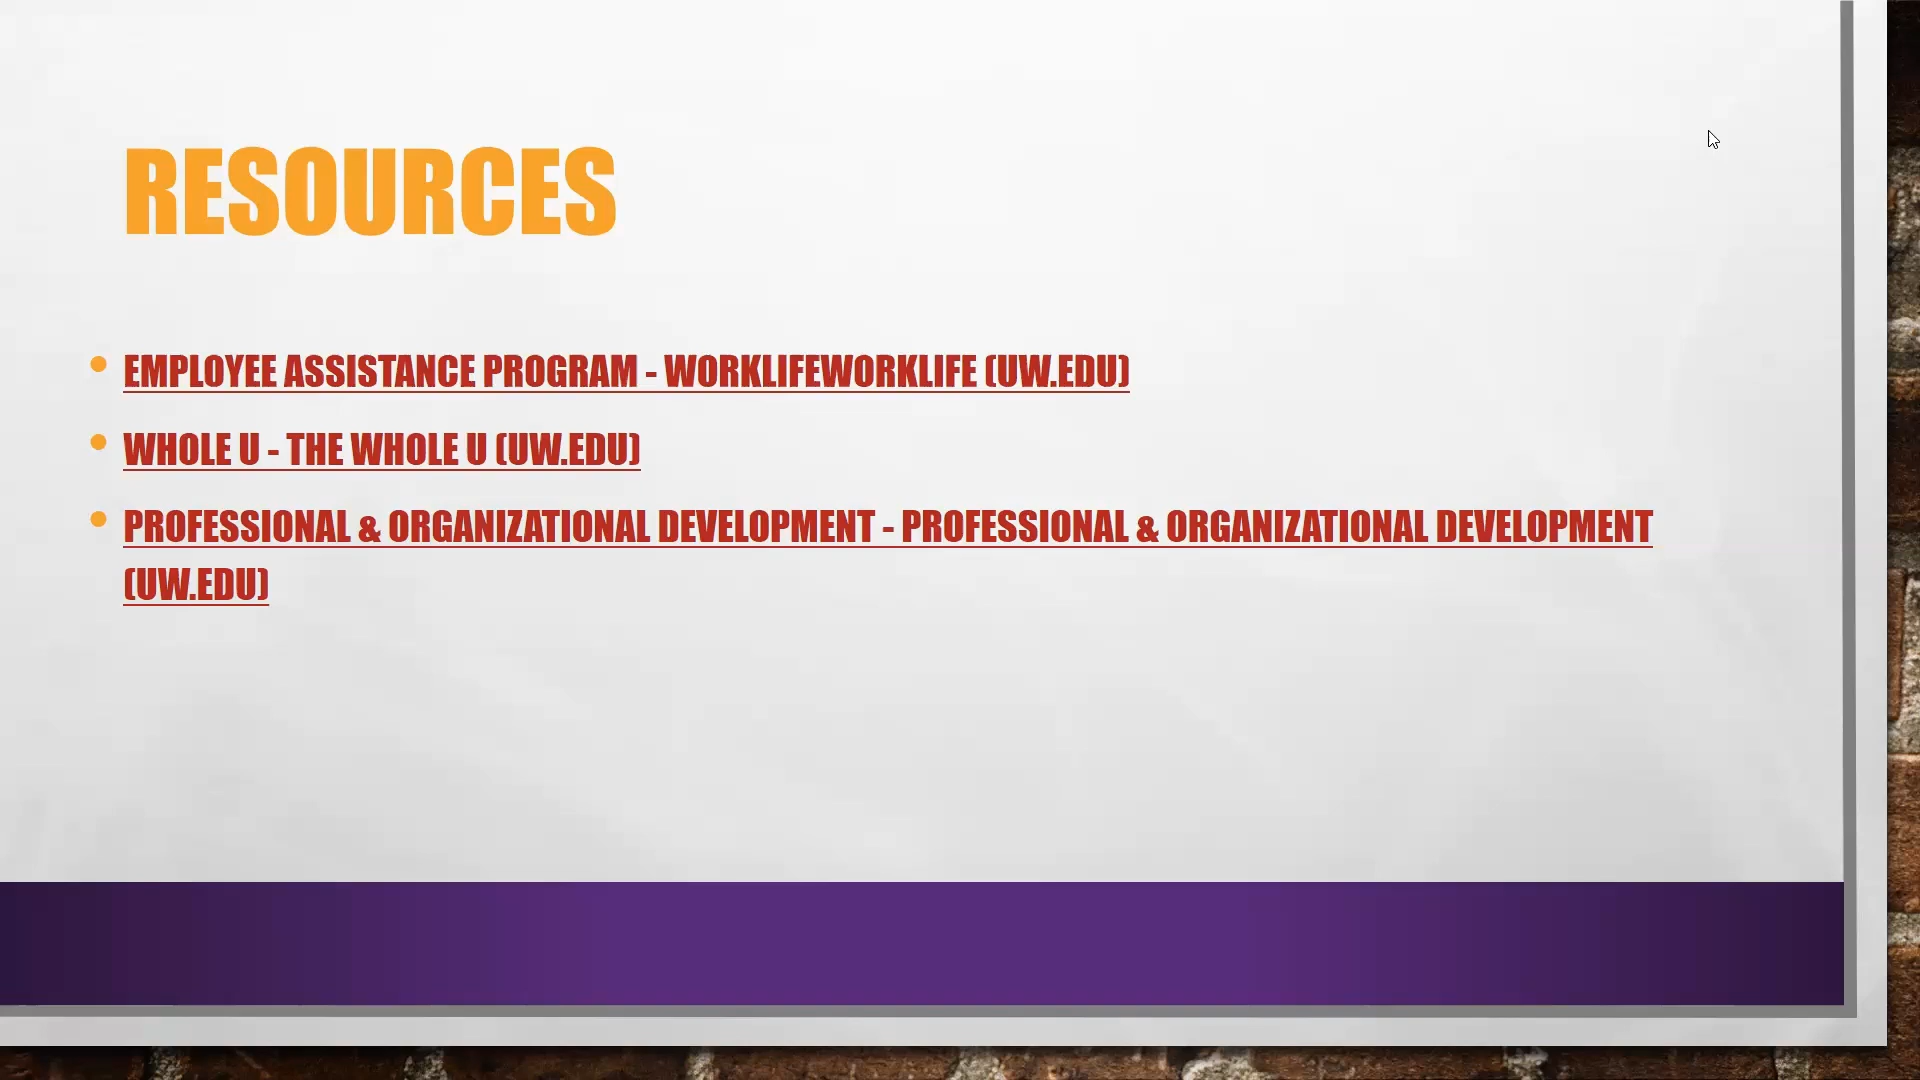 RESOURCES
EMPLOYEE ASSISTANCE PROGRAM - WORKLIFEWORKLIFE (UW.EDU)
WHOLE U - THE WHOLE U (UW.EDU)
PROFESSIONAL & ORGANIZATIONAL DEVELOPMENT - PROFESSIONAL & ORGANIZATIONAL DEVELOPMENT
(UW.EDU)